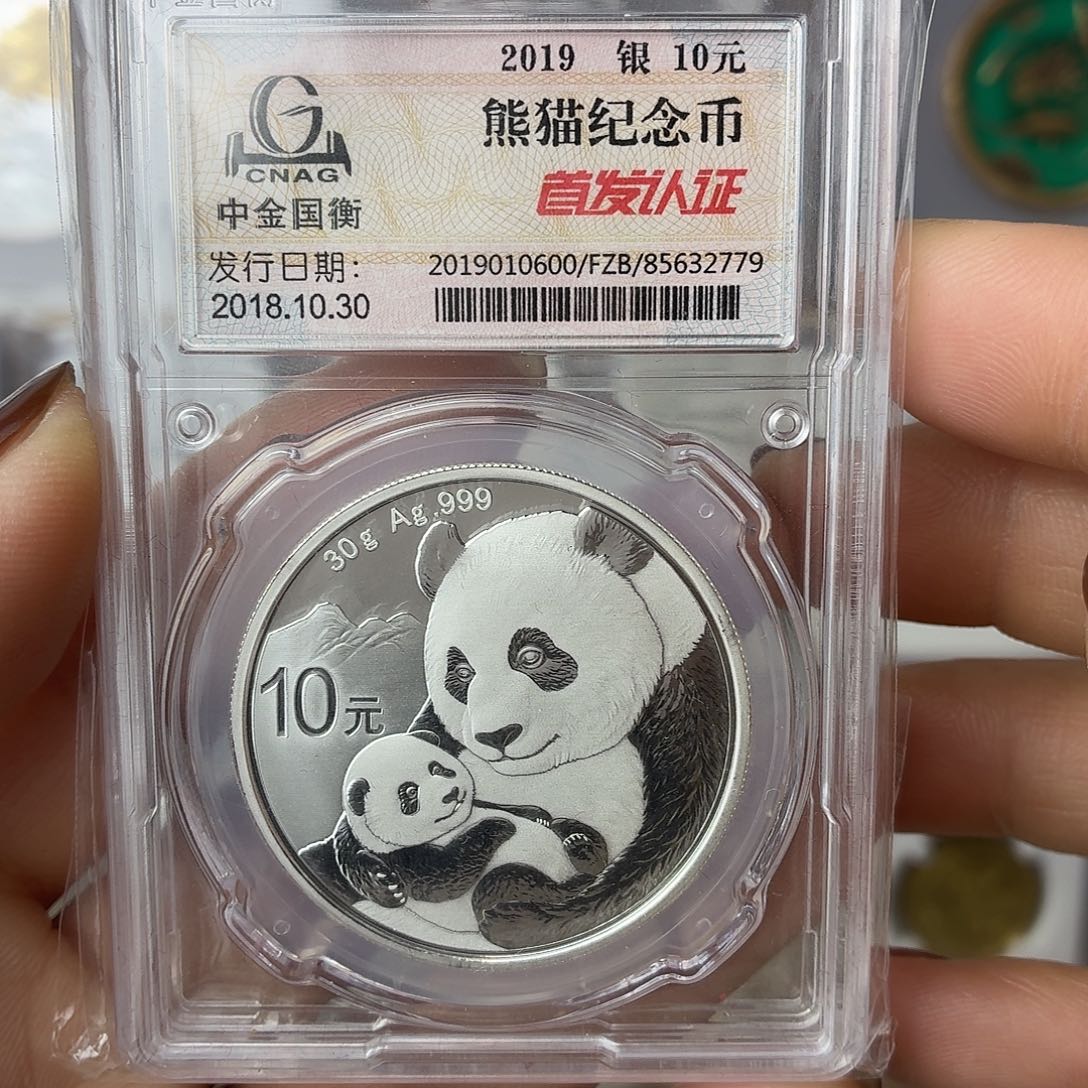 2019 银 10元
熊猫纪念币
首发认证
CNAG
中金国衡
发行日期:
2018.10.30
2019010600/FZB/85632779
30g Ag.999
10元